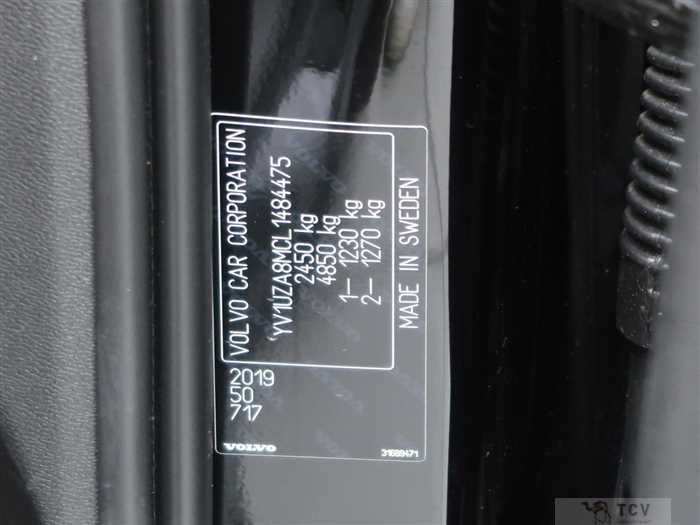 VOLVO CAR CORPORATION
YV1UZA8MCL1484475
2450 kg
4850 kg
1– 1230 kg
2– 1270 kg
MADE IN SWEDEN
2019
50
717
VOLVO
31689471
TCV